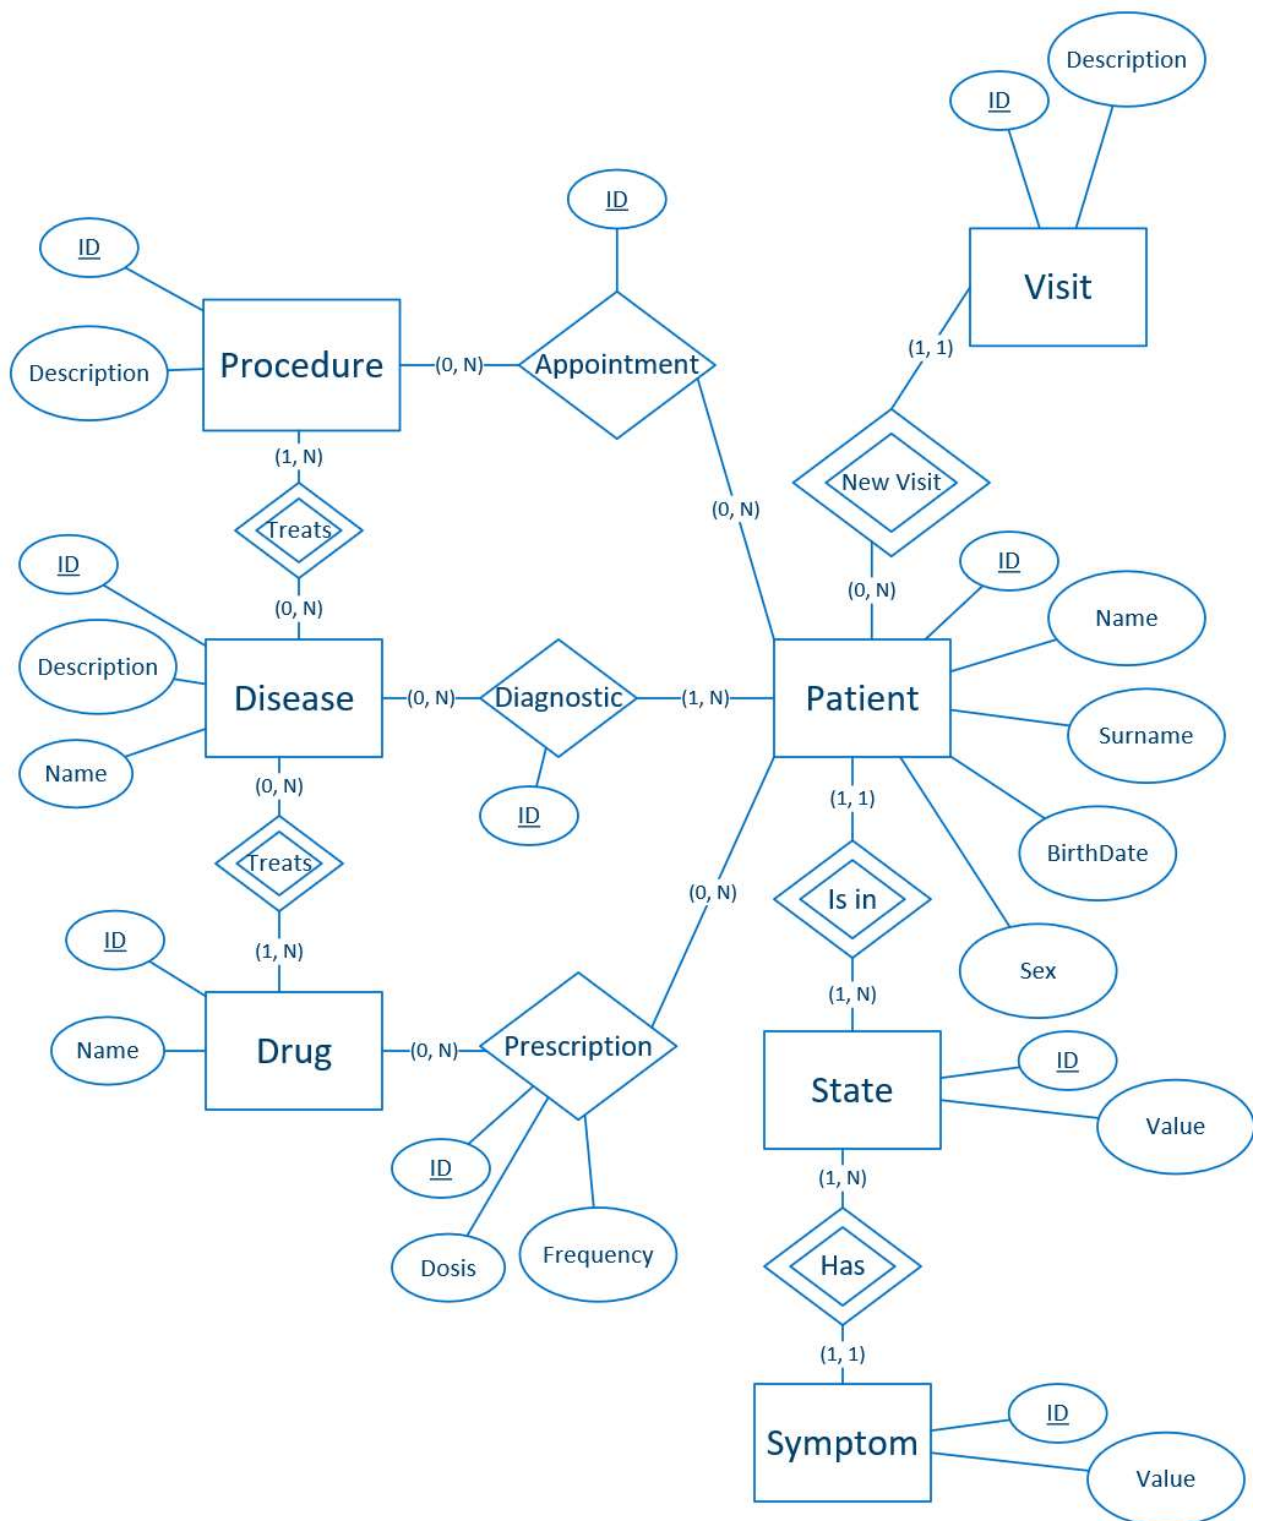 Description
ID
ID
ID
Visit
Procedure
(0, N)
Appointment
(1, 1)
Description
(1, N)
New Visit
(0, N)
Treats
ID
ID
(0, N)
(0, N)
Name
Description
Disease
(0, N)
Diagnostic
(1, N)
Patient
Surname
Name
(0, N)
(1, 1)
ID
BirthDate
Treats
(0, N)
Is in
ID
(1, N)
Sex
(1, N)
Name
Drug
(0, N)
Prescription
ID
State
Value
ID
(1, N)
Dosis
Frequency
Has
(1, 1)
ID
Symptom
Value